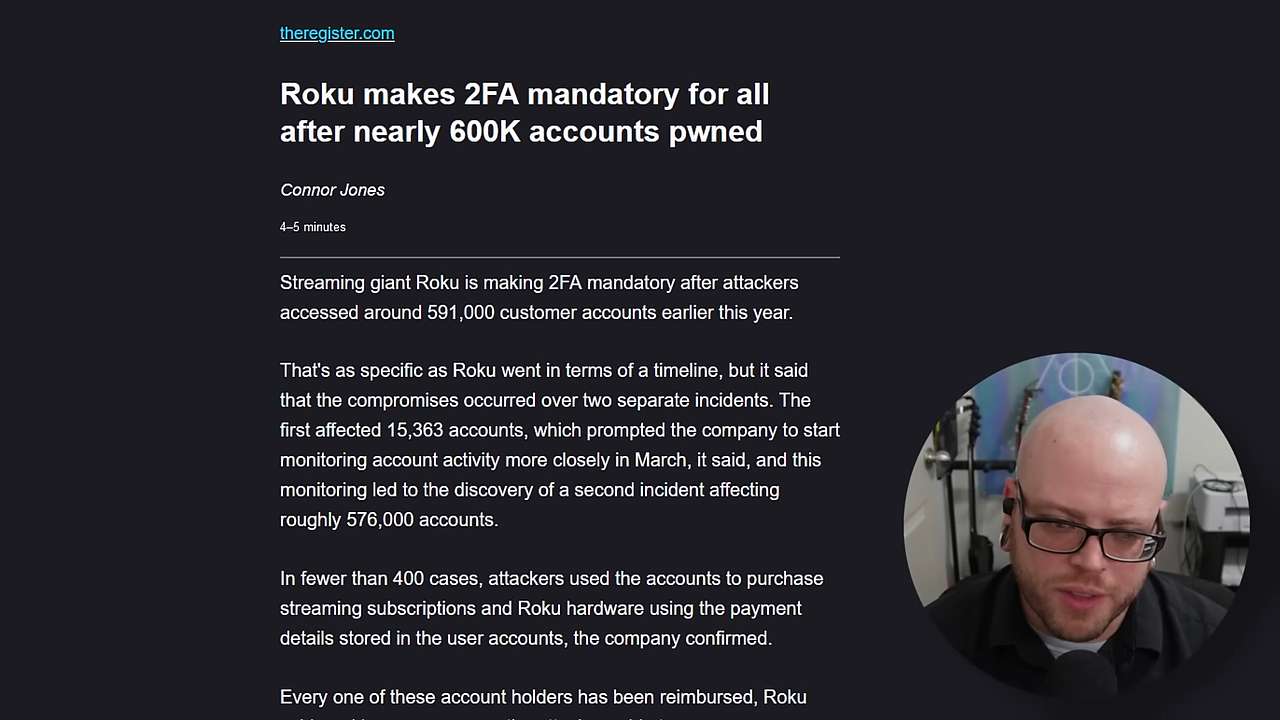 theregister.com
Roku makes 2FA mandatory for all
after nearly 600K accounts pwned
Connor Jones
4–5 minutes
Streaming giant Roku is making 2FA mandatory after attackers
accessed around 591,000 customer accounts earlier this year.
That's as specific as Roku went in terms of a timeline, but it said
that the compromises occurred over two separate incidents. The
first affected 15,363 accounts, which prompted the company to start
monitoring account activity more closely in March, it said, and this
monitoring led to the discovery of a second incident affecting
roughly 576,000 accounts.
In fewer than 400 cases, attackers used the accounts to purchase
streaming subscriptions and Roku hardware using the payment
details stored in the user accounts, the company confirmed.
Every one of these account holders has been reimbursed, Roku